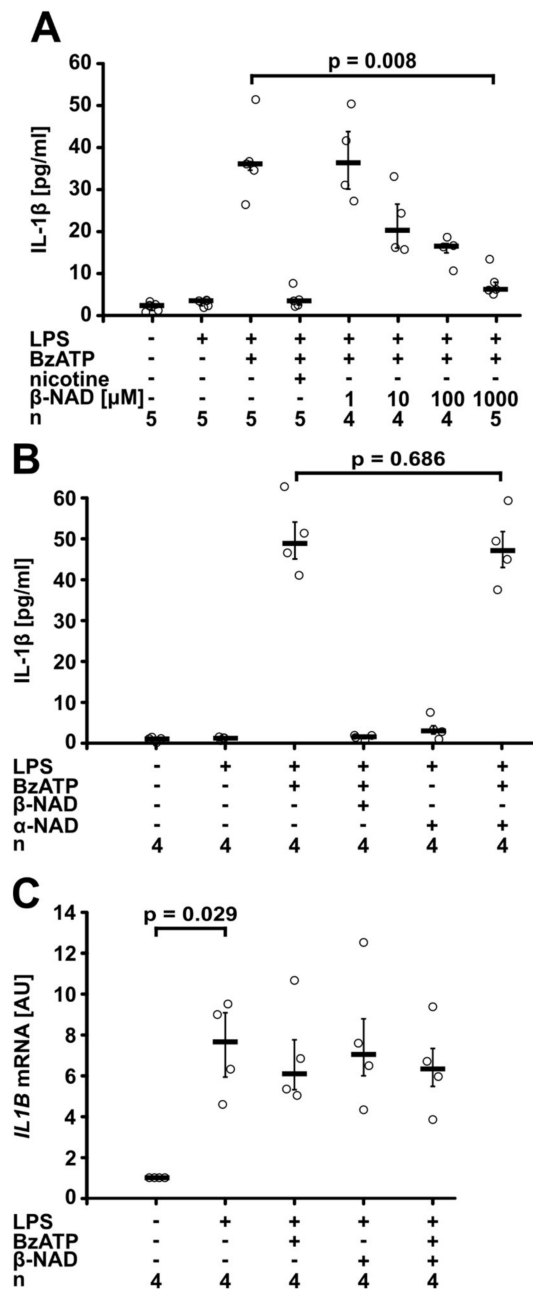 A
p = 0.008
60
50
40
30
20
10
0
IL-1β [pg/ml]
LPS - + + + + + + +
BzATP - - + + + + + +
nicotine - - - + - - - -
β-NAD [µM] - - - - 1 10 100 1000
n 5 5 5 5 4 4 4 5
B
p = 0.686
60
50
40
30
20
10
0
IL-1β [pg/ml]
LPS - + + + + +
BzATP - - + + - +
β-NAD - - - + - -
α-NAD - - - - + +
n 4 4 4 4 4 4
C
p = 0.029
14
12
10
8
6
4
2
0
IL1B mRNA [AU]
LPS - + + + +
BzATP - - + - +
β-NAD - - - + +
n 4 4 4 4 4